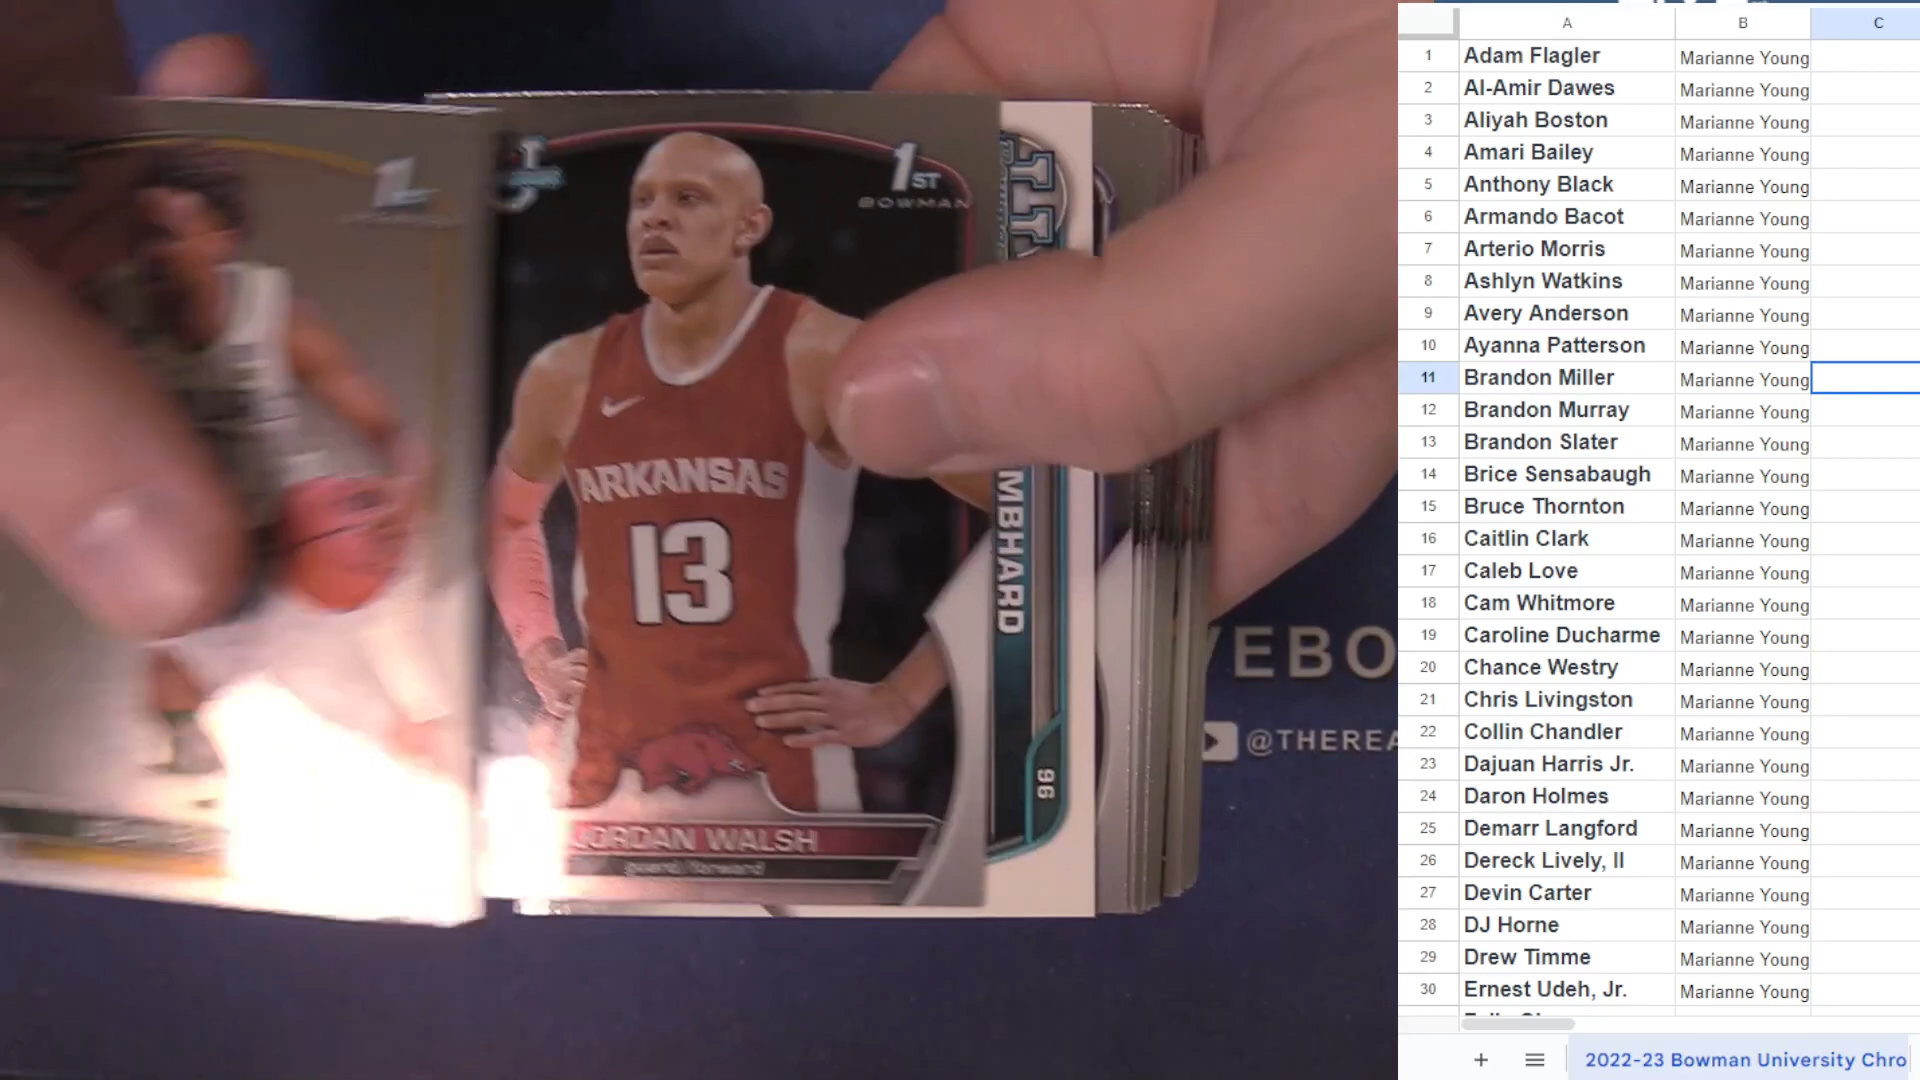 1ST
BOWMAN
ARKANSAS
13
JORDAN WALSH
guard/forward
MBHARD
96
VEBO
@THEREA
A B C
1 Adam Flagler Marianne Young
2 Al-Amir Dawes Marianne Young
3 Aliyah Boston Marianne Young
4 Amari Bailey Marianne Young
5 Anthony Black Marianne Young
6 Armando Bacot Marianne Young
7 Arterio Morris Marianne Young
8 Ashlyn Watkins Marianne Young
9 Avery Anderson Marianne Young
10 Ayanna Patterson Marianne Young
11 Brandon Miller Marianne Young
12 Brandon Murray Marianne Young
13 Brandon Slater Marianne Young
14 Brice Sensabaugh Marianne Young
15 Bruce Thornton Marianne Young
16 Caitlin Clark Marianne Young
17 Caleb Love Marianne Young
18 Cam Whitmore Marianne Young
19 Caroline Ducharme Marianne Young
20 Chance Westry Marianne Young
21 Chris Livingston Marianne Young
22 Collin Chandler Marianne Young
23 Dajuan Harris Jr. Marianne Young
24 Daron Holmes Marianne Young
25 Demarr Langford Marianne Young
26 Dereck Lively, II Marianne Young
27 Devin Carter Marianne Young
28 DJ Horne Marianne Young
29 Drew Timme Marianne Young
30 Ernest Udeh, Jr. Marianne Young
2022-23 Bowman University Chro